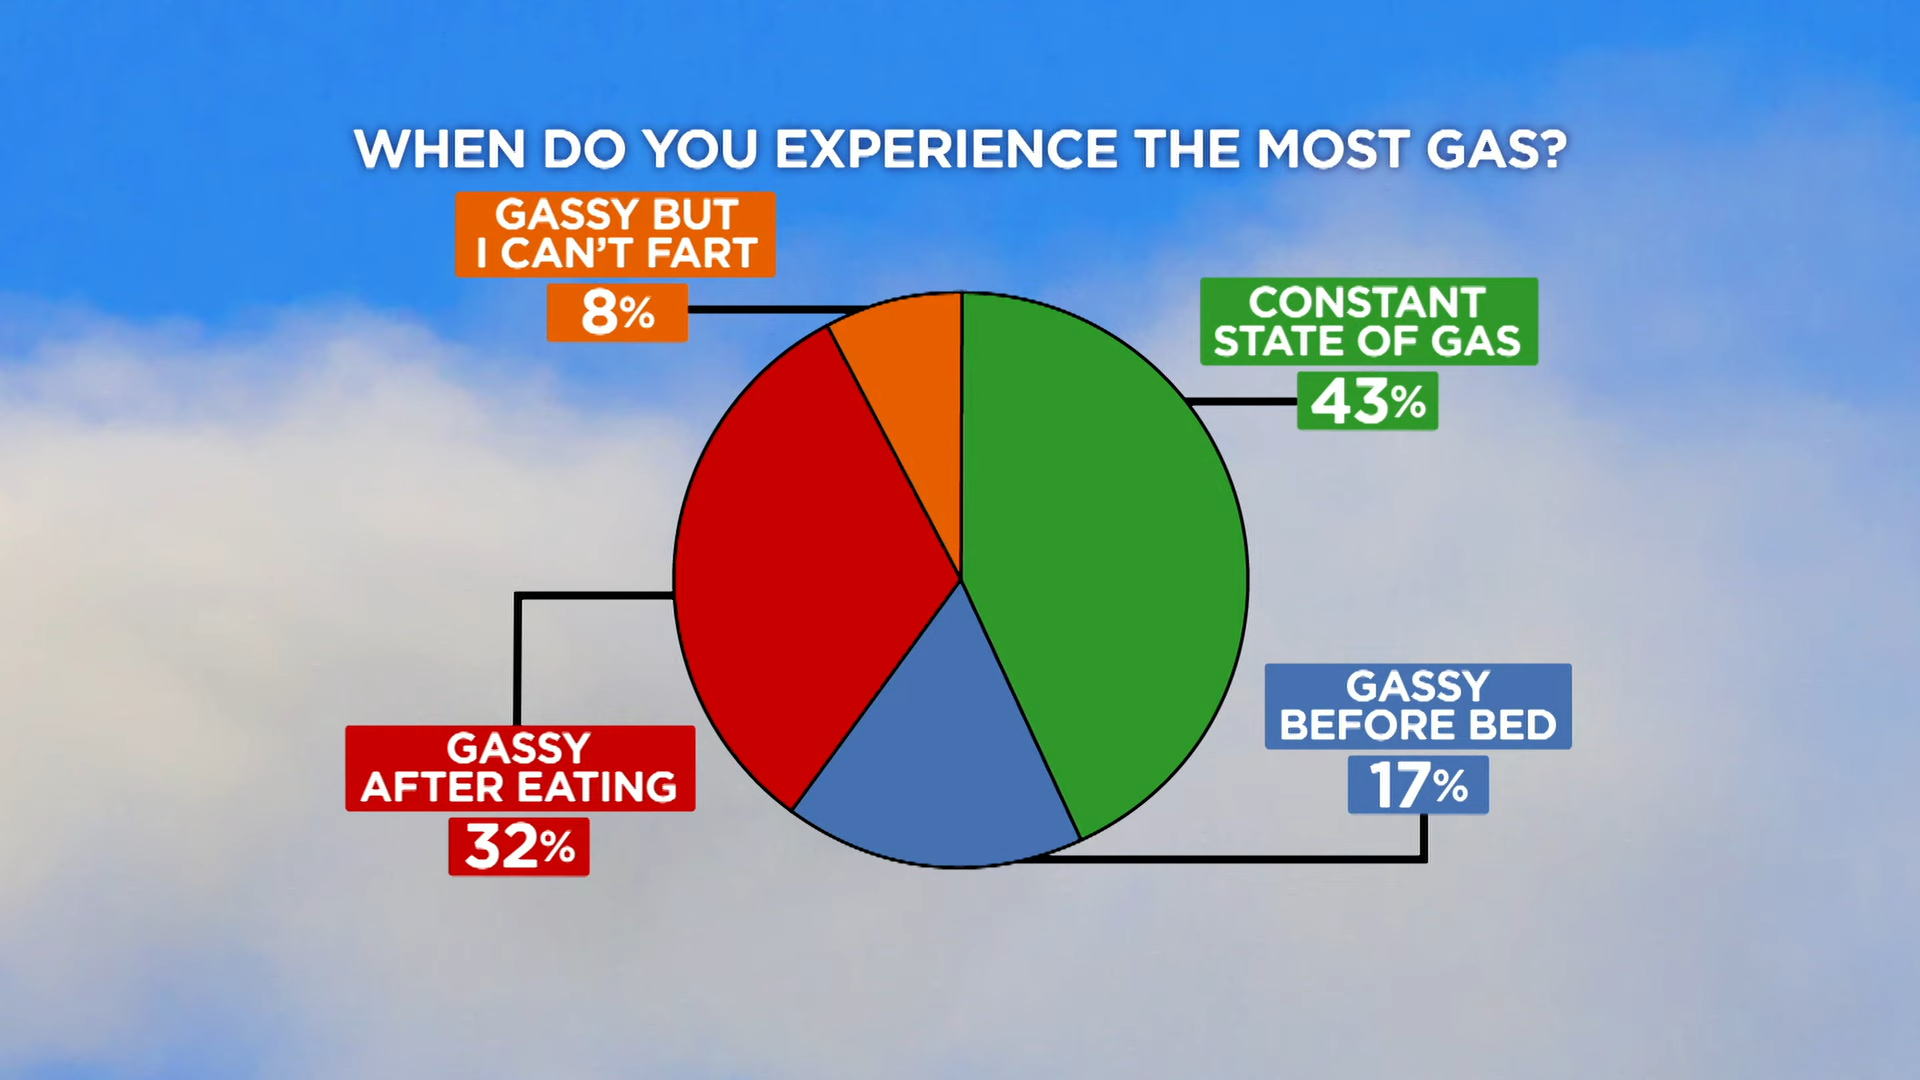 WHEN DO YOU EXPERIENCE THE MOST GAS?
GASSY BUT
I CAN'T FART
8%
CONSTANT
STATE OF GAS
43%
GASSY
BEFORE BED
17%
GASSY
AFTER EATING
32%